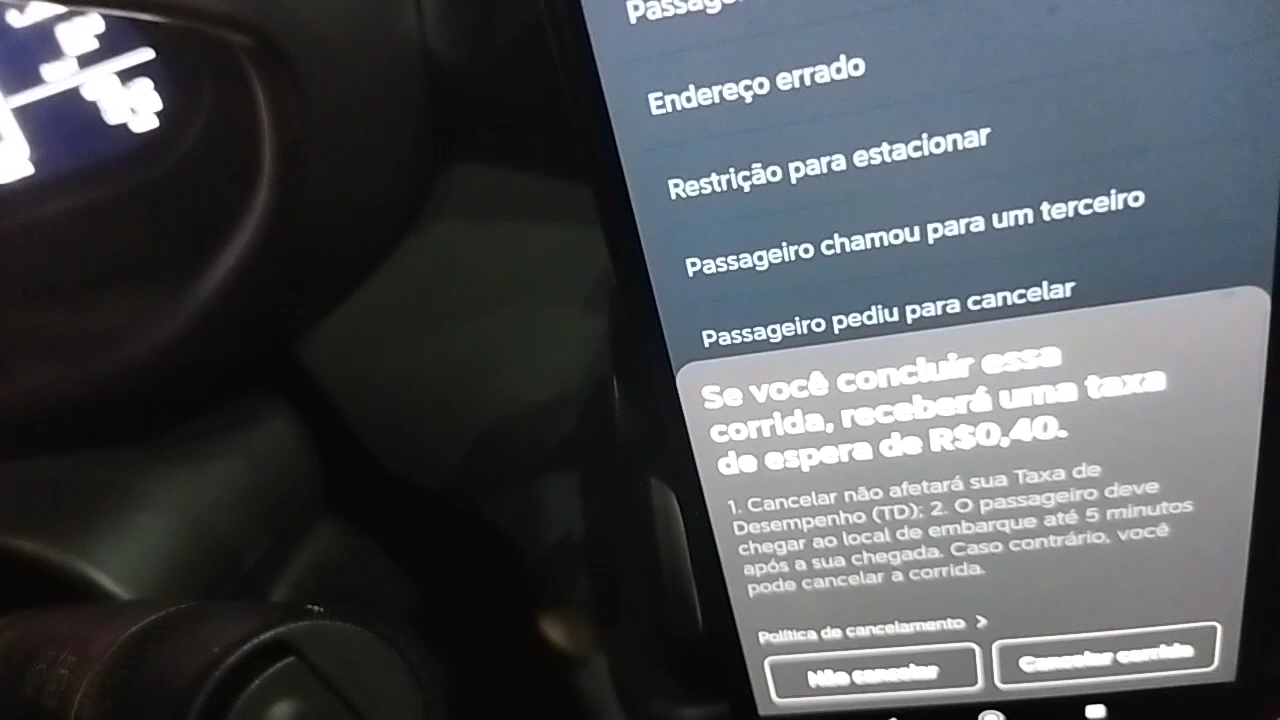 Endereço errado
Restrição para estacionar
Passageiro chamou para um terceiro
Passageiro pediu para cancelar
Se você concluir essa
corrida, receberá uma taxa
de espera de R$0,40.
1. Cancelar não afetará sua Taxa de
Desempenho (TD); 2. O passageiro deve
chegar ao local de embarque até 5 minutos
após a sua chegada. Caso contrário, você
pode cancelar a corrida.
Política de cancelamento >
Não cancelar
Cancelar corrida